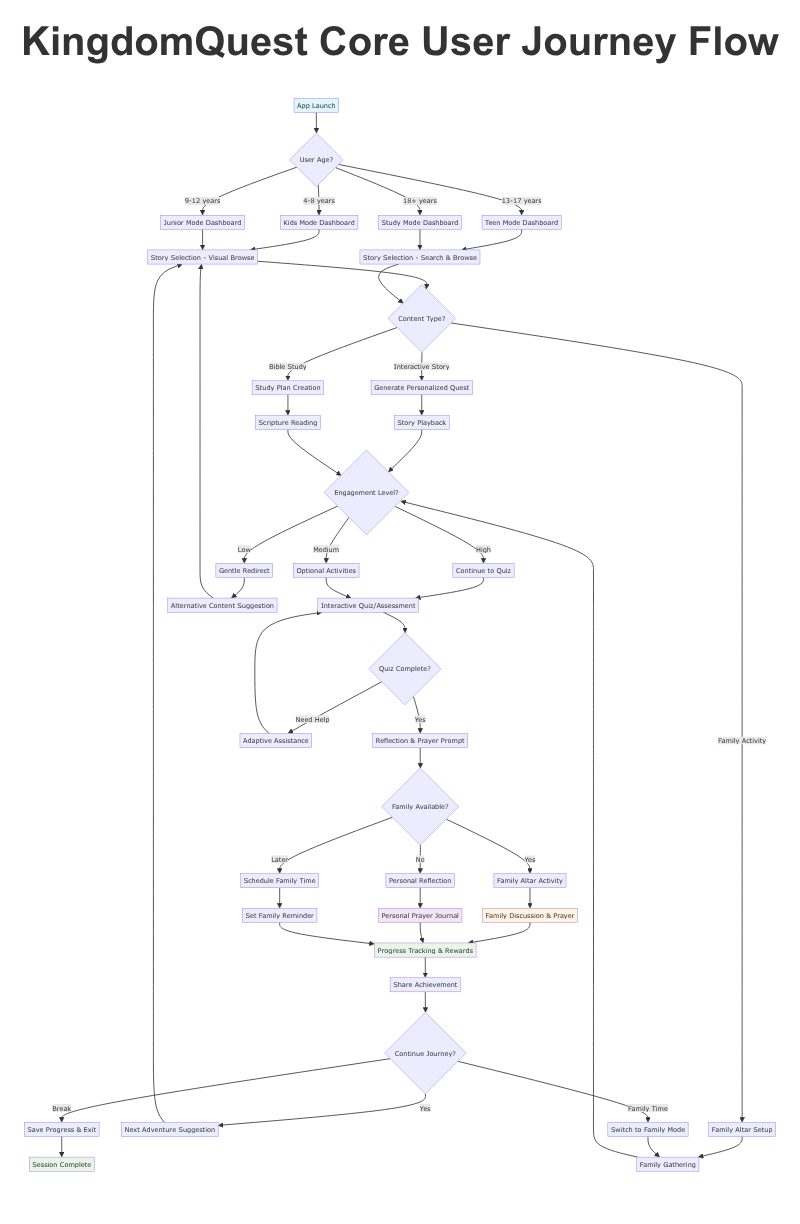 KingdomQuest Core User Journey Flow
App Launch
User Age?
9-12 years
4-8 years
18+ years
13-17 years
Junior Mode Dashboard
Kids Mode Dashboard
Study Mode Dashboard
Teen Mode Dashboard
Story Selection - Visual Browse
Story Selection - Search & Browse
Content Type?
Bible Study
Interactive Story
Study Plan Creation
Generate Personalized Quest
Scripture Reading
Story Playback
Engagement Level?
Low
Medium
High
Gentle Redirect
Optional Activities
Continue to Quiz
Alternative Content Suggestion
Interactive Quiz/Assessment
Quiz Complete?
Need Help
Yes
Adaptive Assistance
Reflection & Prayer Prompt
Family Activity
Family Available?
Later
No
Yes
Schedule Family Time
Personal Reflection
Family Altar Activity
Set Family Reminder
Personal Prayer Journal
Family Discussion & Prayer
Progress Tracking & Rewards
Share Achievement
Continue Journey?
Break
Yes
Family Time
Save Progress & Exit
Next Adventure Suggestion
Switch to Family Mode
Family Altar Setup
Session Complete
Family Gathering